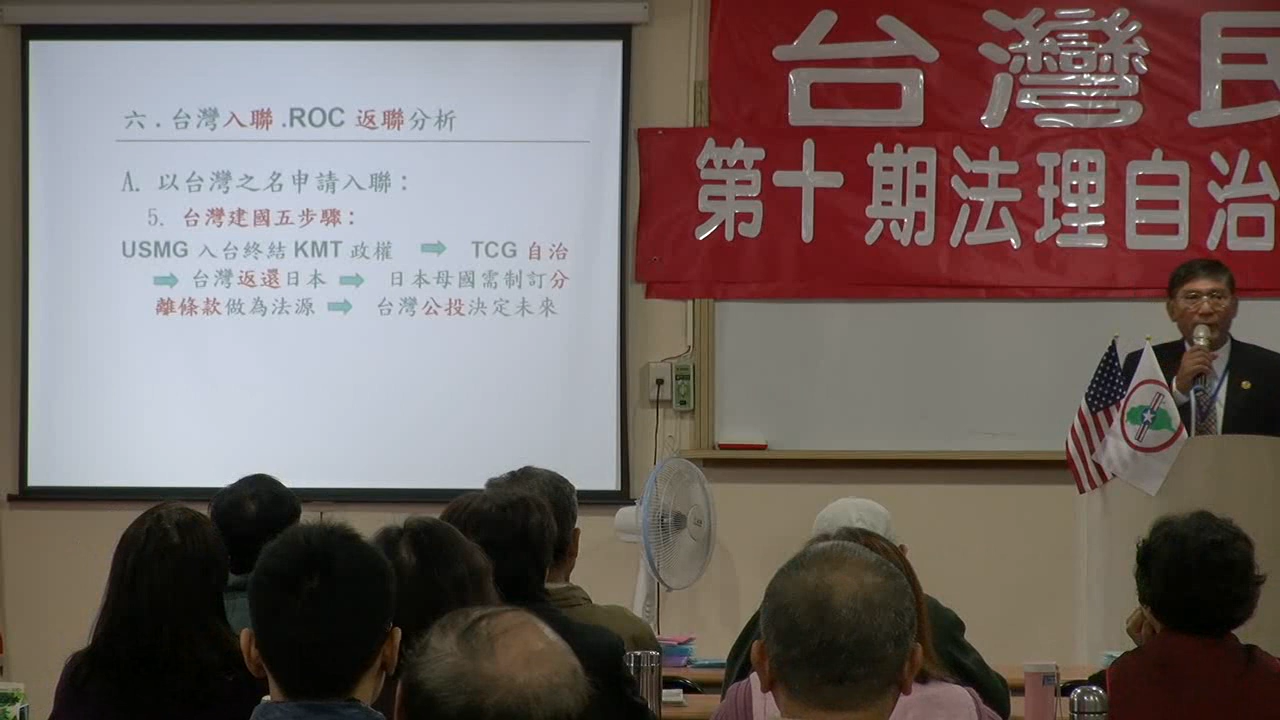 六．台灣入聯.ROC 返聯分析
A. 以台灣之名申請入聯：
5. 台灣建國五步驟：
USMG 入台終結 KMT 政權 ➡ TCG 自治
➡ 台灣返還日本 ➡ 日本母國需制訂分
離條款做為法源 ➡ 台灣公投決定未來
台灣民
第十期法理自治